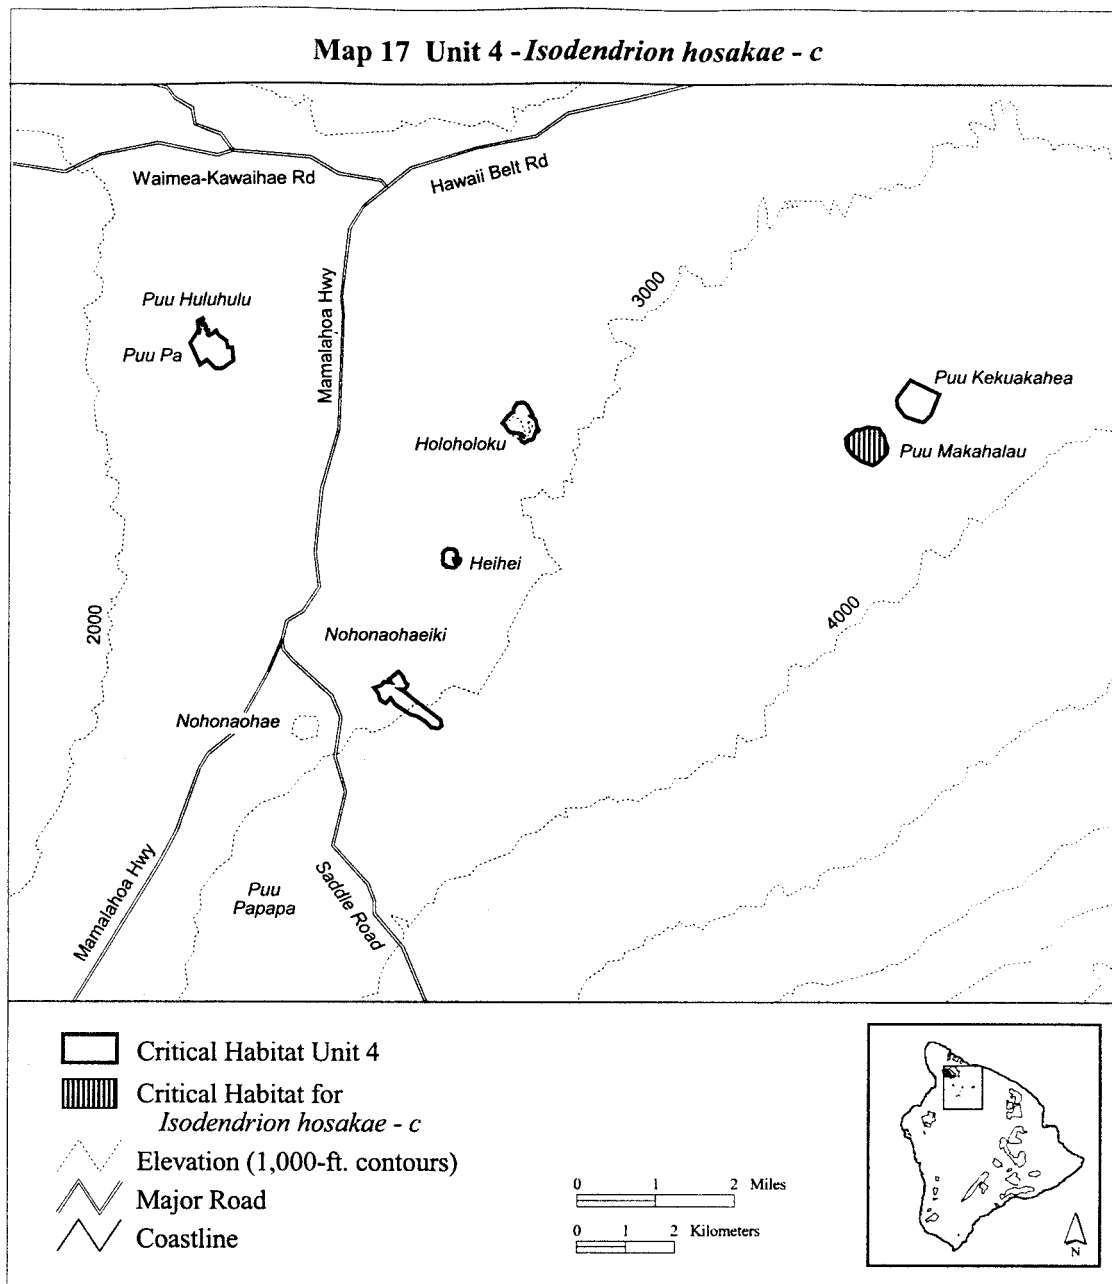 Map 17 Unit 4 - Isodendrion hosakae - c
Waimea-Kawaihae Rd
Hawaii Belt Rd
Mamalahoa Hwy
3000
Puu Huluhulu
Puu Pa
Puu Kekuakahea
Holoholoku
Puu Makahalau
Heihei
2000
4000
Nohonaohaeiki
Nohonaohae
Mamalahoa Hwy
Saddle Road
Puu
Papapa
Critical Habitat Unit 4
Critical Habitat for
Isodendrion hosakae - c
Elevation (1,000-ft. contours)
Major Road
Coastline
0 1 2 Miles
0 1 2 Kilometers
N